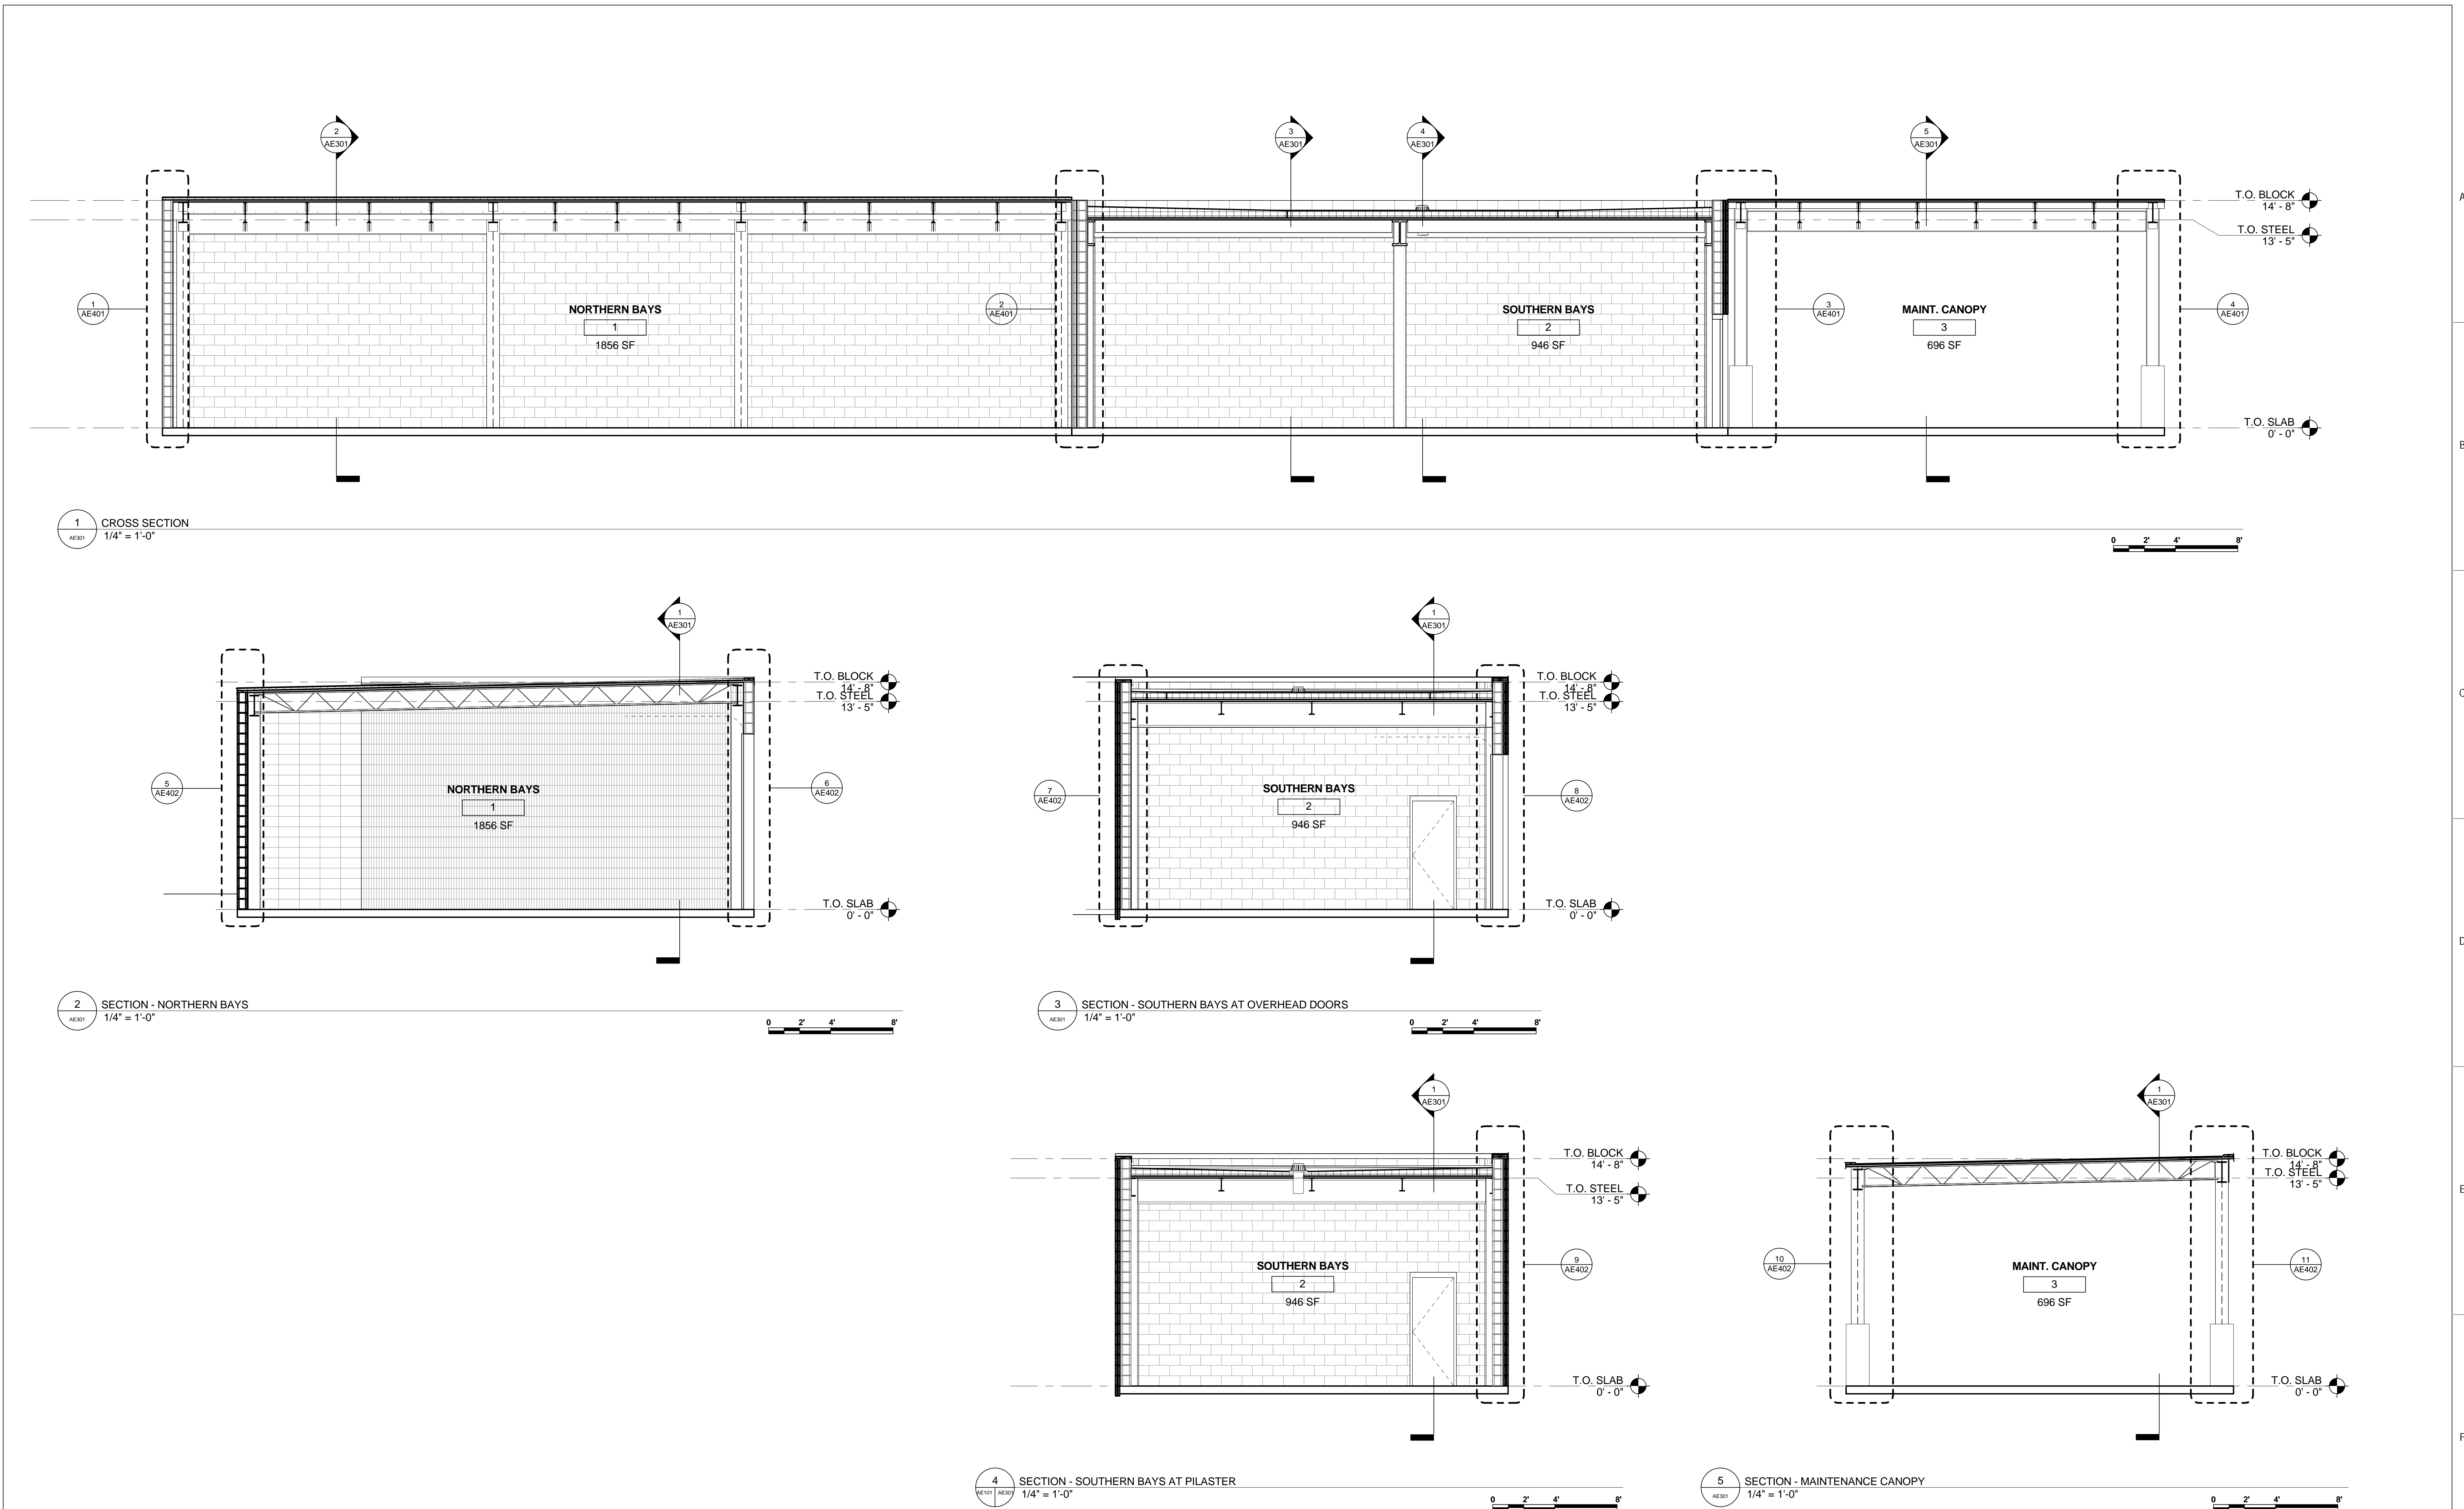 2
AE301
3
AE301
4
AE301
5
AE301
T.O. BLOCK
14' - 8"
T.O. STEEL
13' - 5"
A
1
AE401
NORTHERN BAYS
1
1856 SF
2
AE401
SOUTHERN BAYS
2
946 SF
3
AE401
MAINT. CANOPY
3
696 SF
4
AE401
T.O. SLAB
0' - 0"
B
1
AE301
CROSS SECTION
1/4" = 1'-0"
0 2' 4' 8'
1
AE301
T.O. BLOCK
14' - 8"
T.O. STEEL
13' - 5"
5
AE402
NORTHERN BAYS
1
1856 SF
6
AE402
T.O. SLAB
0' - 0"
2
AE301
SECTION - NORTHERN BAYS
1/4" = 1'-0"
0 2' 4' 8'
1
AE301
T.O. BLOCK
14' - 8"
T.O. STEEL
13' - 5"
C
7
AE402
SOUTHERN BAYS
2
946 SF
8
AE402
T.O. SLAB
0' - 0"
D
3
AE301
SECTION - SOUTHERN BAYS AT OVERHEAD DOORS
1/4" = 1'-0"
0 2' 4' 8'
1
AE301
T.O. BLOCK
14' - 8"
T.O. STEEL
13' - 5"
SOUTHERN BAYS
2
946 SF
9
AE402
T.O. SLAB
0' - 0"
4
AE101 AE301
SECTION - SOUTHERN BAYS AT PILASTER
1/4" = 1'-0"
0 2' 4' 8'
1
AE301
T.O. BLOCK
14' - 8"
T.O. STEEL
13' - 5"
E
10
AE402
MAINT. CANOPY
3
696 SF
11
AE402
T.O. SLAB
0' - 0"
F
5
AE301
SECTION - MAINTENANCE CANOPY
1/4" = 1'-0"
0 2' 4' 8'